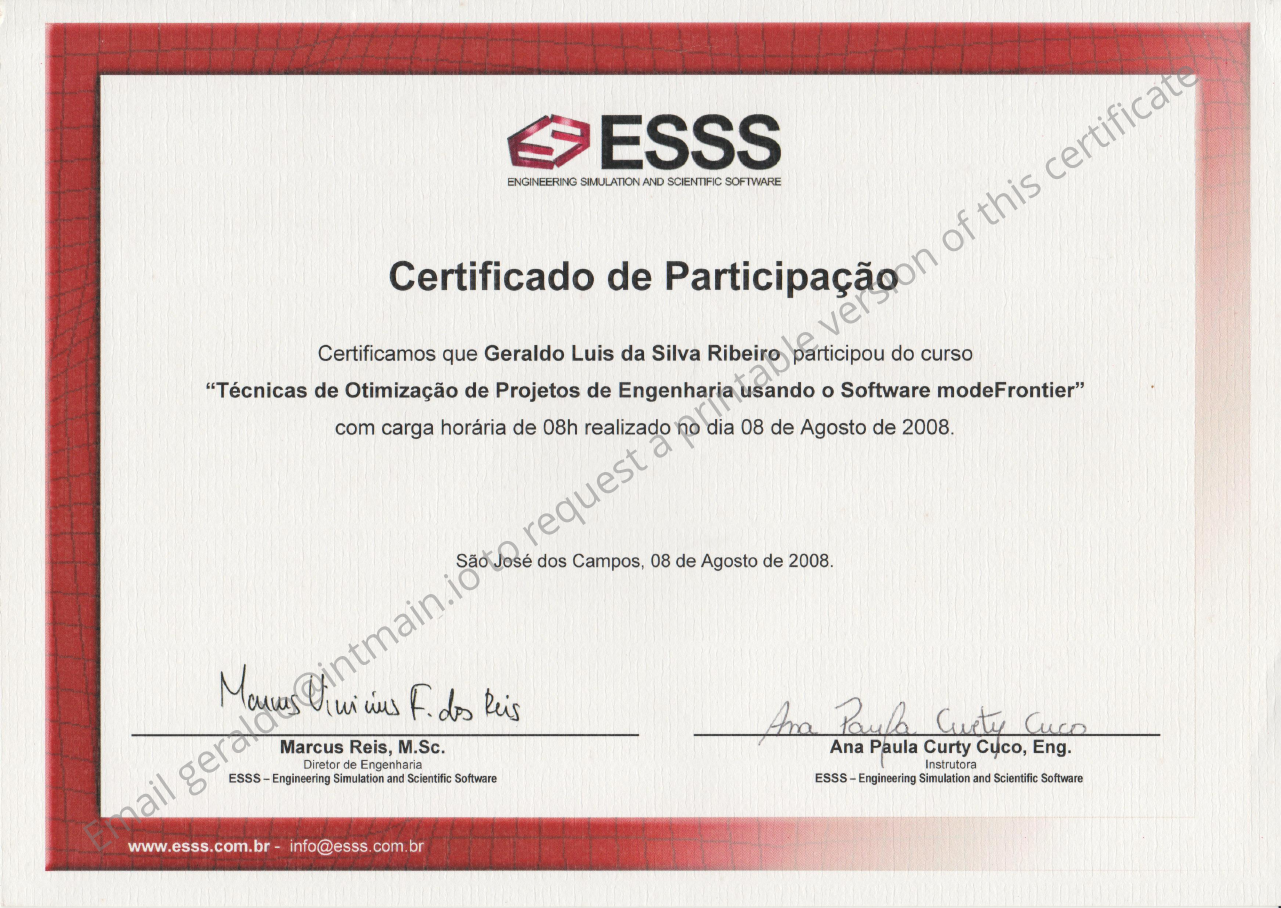 ESSS
ENGINEERING SIMULATION AND SCIENTIFIC SOFTWARE
Certificado de Participação
Certificamos que Geraldo Luis da Silva Ribeiro participou do curso
“Técnicas de Otimização de Projetos de Engenharia usando o Software modeFrontier”
com carga horária de 08h realizado no dia 08 de Agosto de 2008.
São José dos Campos, 08 de Agosto de 2008.
Marcus Vinicius F. dos Reis
Ana Paula Curty Cuco
Marcus Reis, M.Sc.
Diretor de Engenharia
ESSS – Engineering Simulation and Scientific Software
Ana Paula Curty Cuco, Eng.
Instrutora
ESSS – Engineering Simulation and Scientific Software
www.esss.com.br - info@esss.com.br
Email geraldo@intmain.io to request a printable version of this certificate